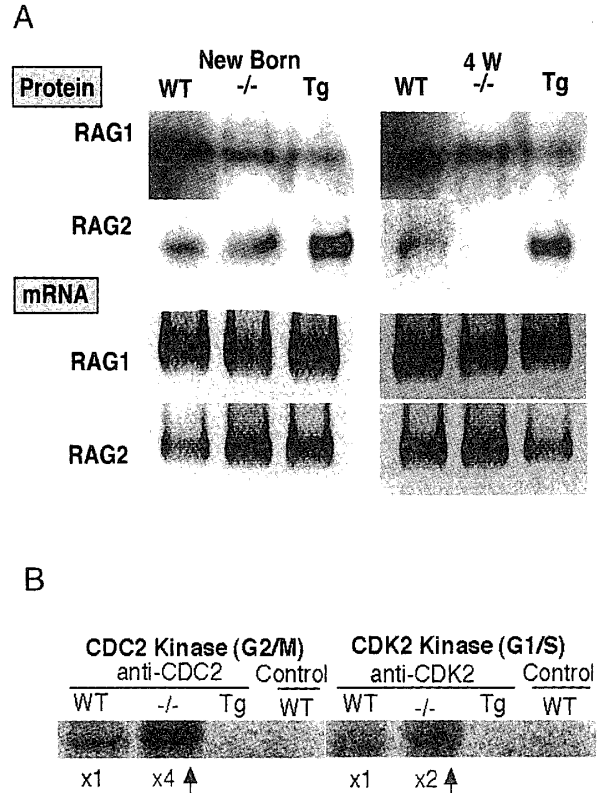 A
New Born 4 W
Protein WT -/- Tg WT -/- Tg
RAG1
RAG2
mRNA
RAG1
RAG2
B
CDC2 Kinase (G2/M) CDK2 Kinase (G1/S)
anti-CDC2 Control anti-CDK2 Control
WT -/- Tg WT WT -/- Tg WT
x1 x4 x1 x2